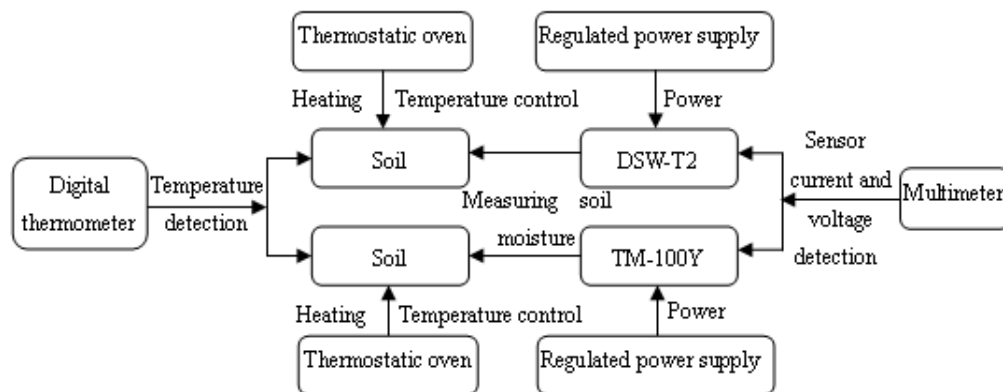 Thermostatic oven
Regulated power supply
Heating
Temperature control
Power
Soil
DSW-T2
Sensor
Digital
thermometer
Temperature
detection
Measuring soil
moisture
current and
voltage
detection
Multimeter
Soil
TM-100Y
Heating
Temperature control
Power
Thermostatic oven
Regulated power supply